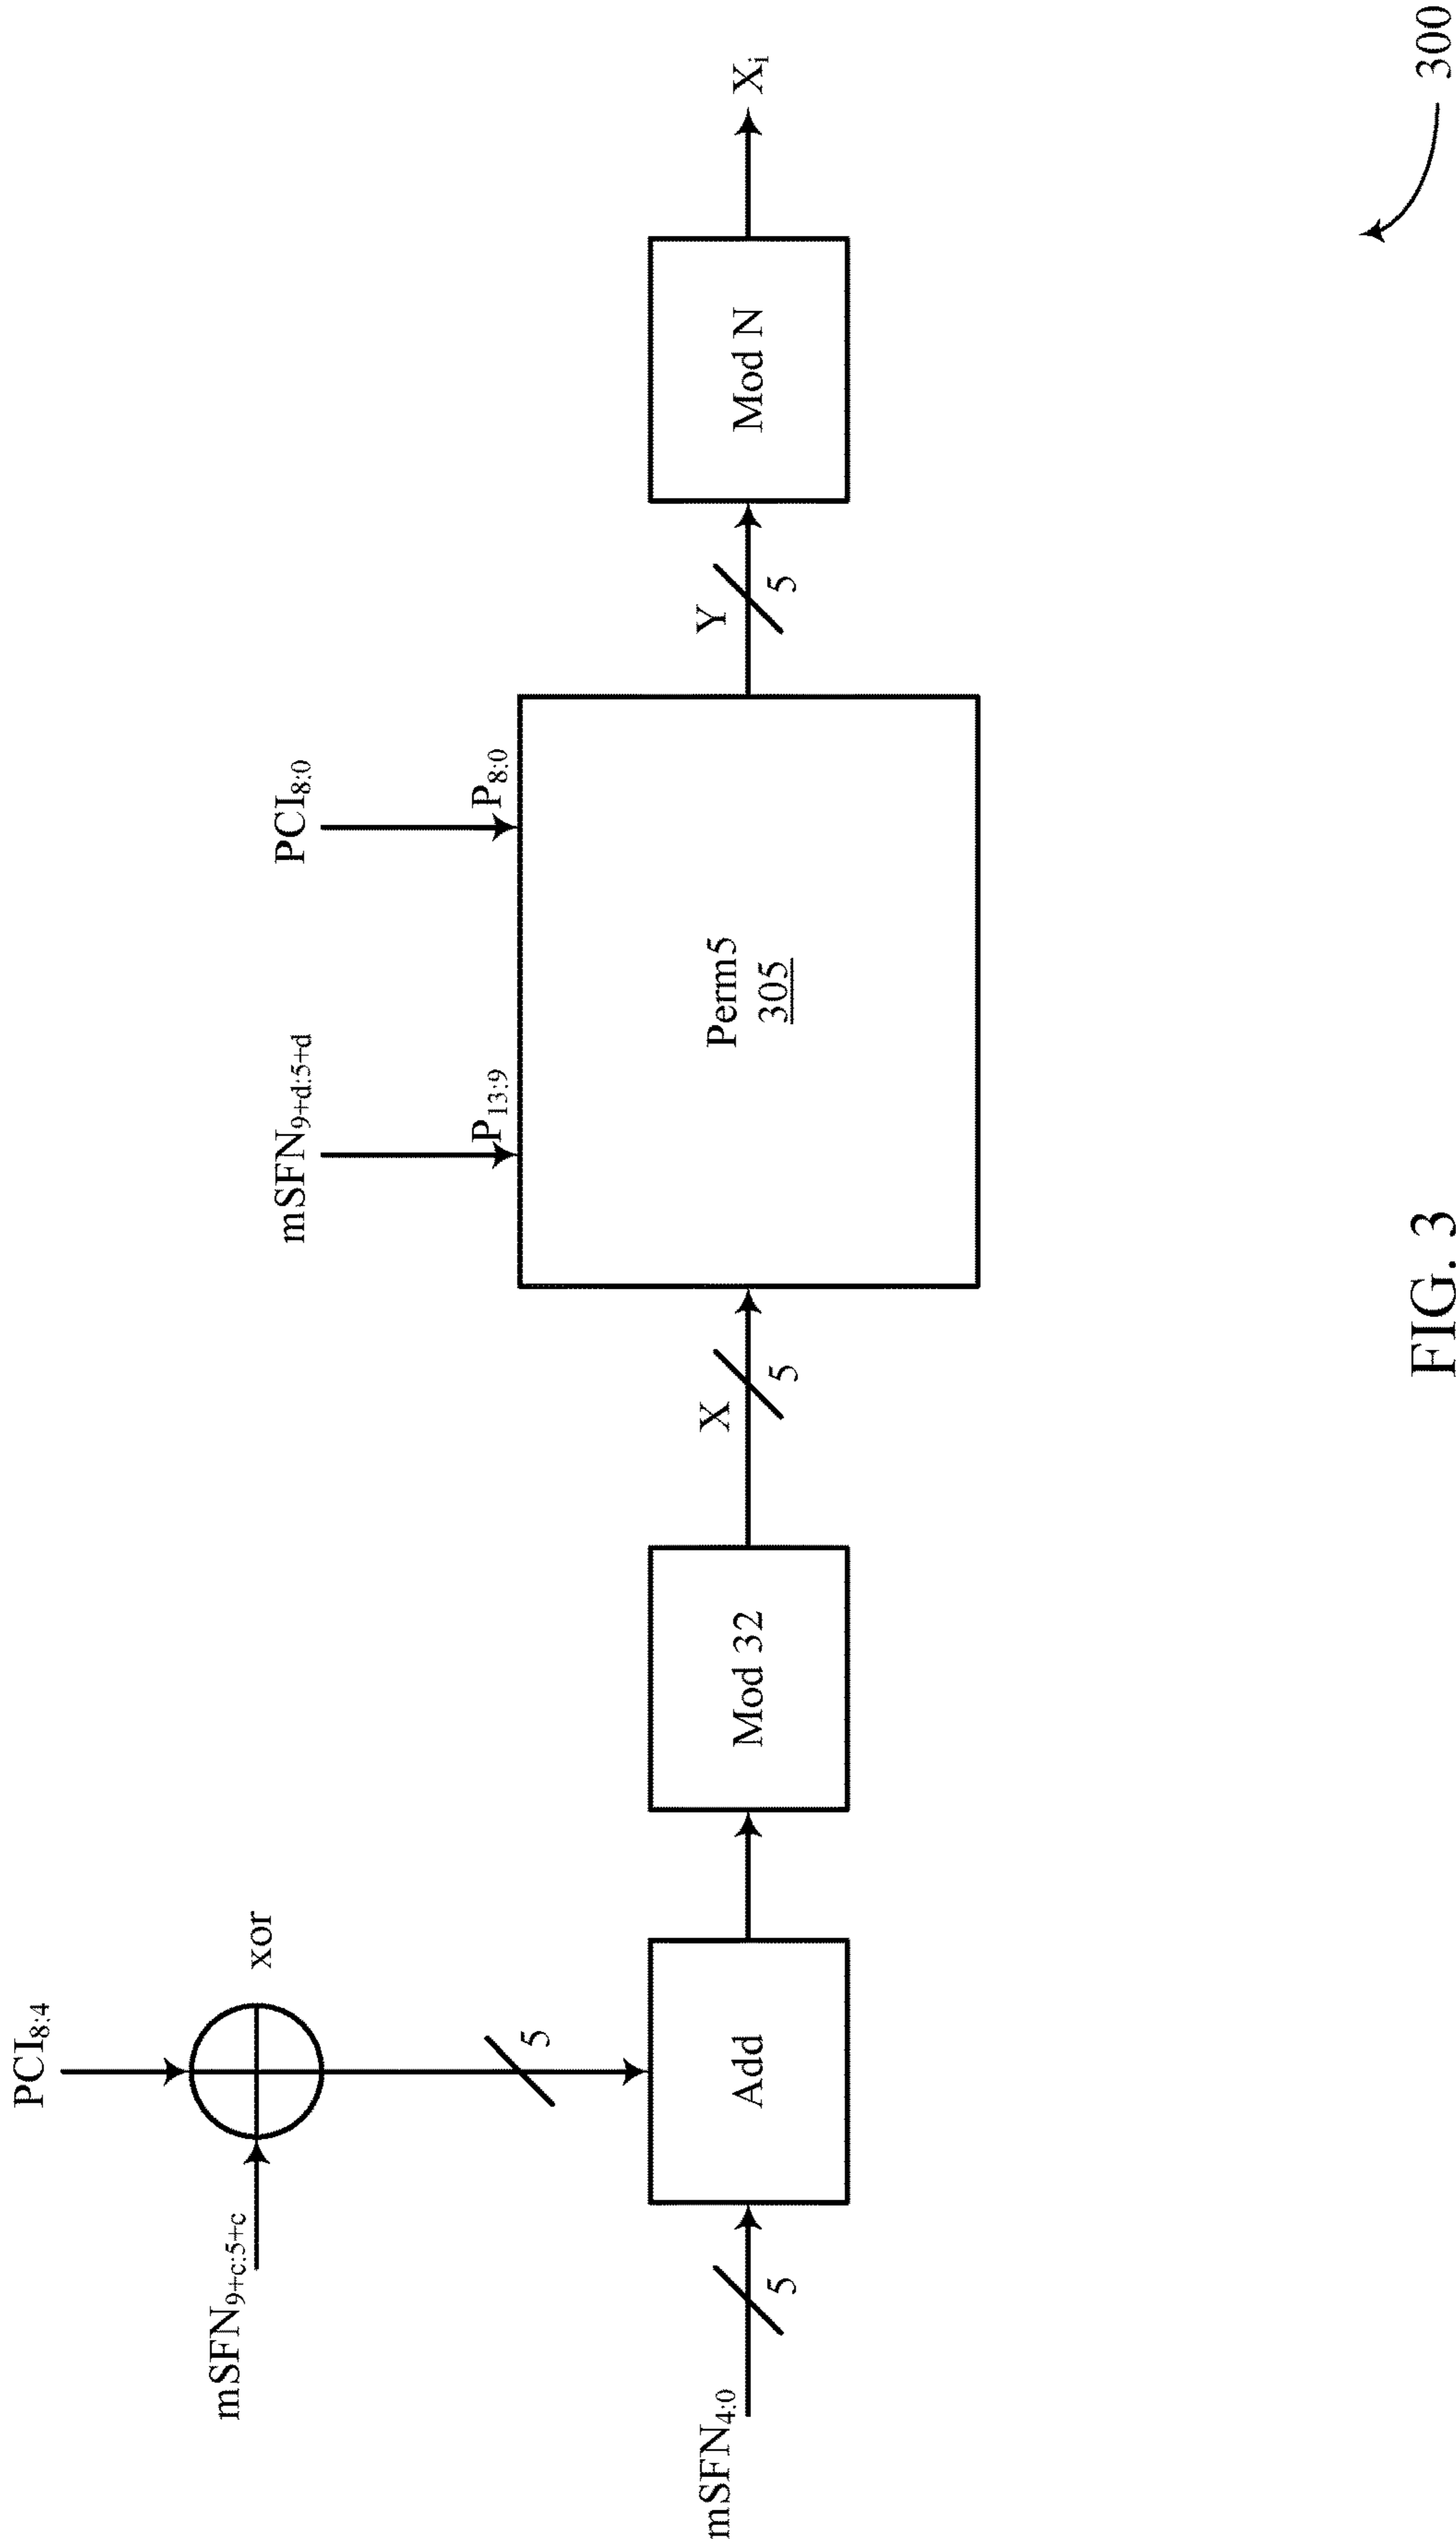 PCI8:4
mSFN9+c:5+c
xor
5
mSFN4:0
5
Add
Mod 32
X
5
mSFN9+d:5+d
PCI8:0
P13:9
P8:0
Perm5
305
Y
5
Mod N
Xi
300
FIG. 3